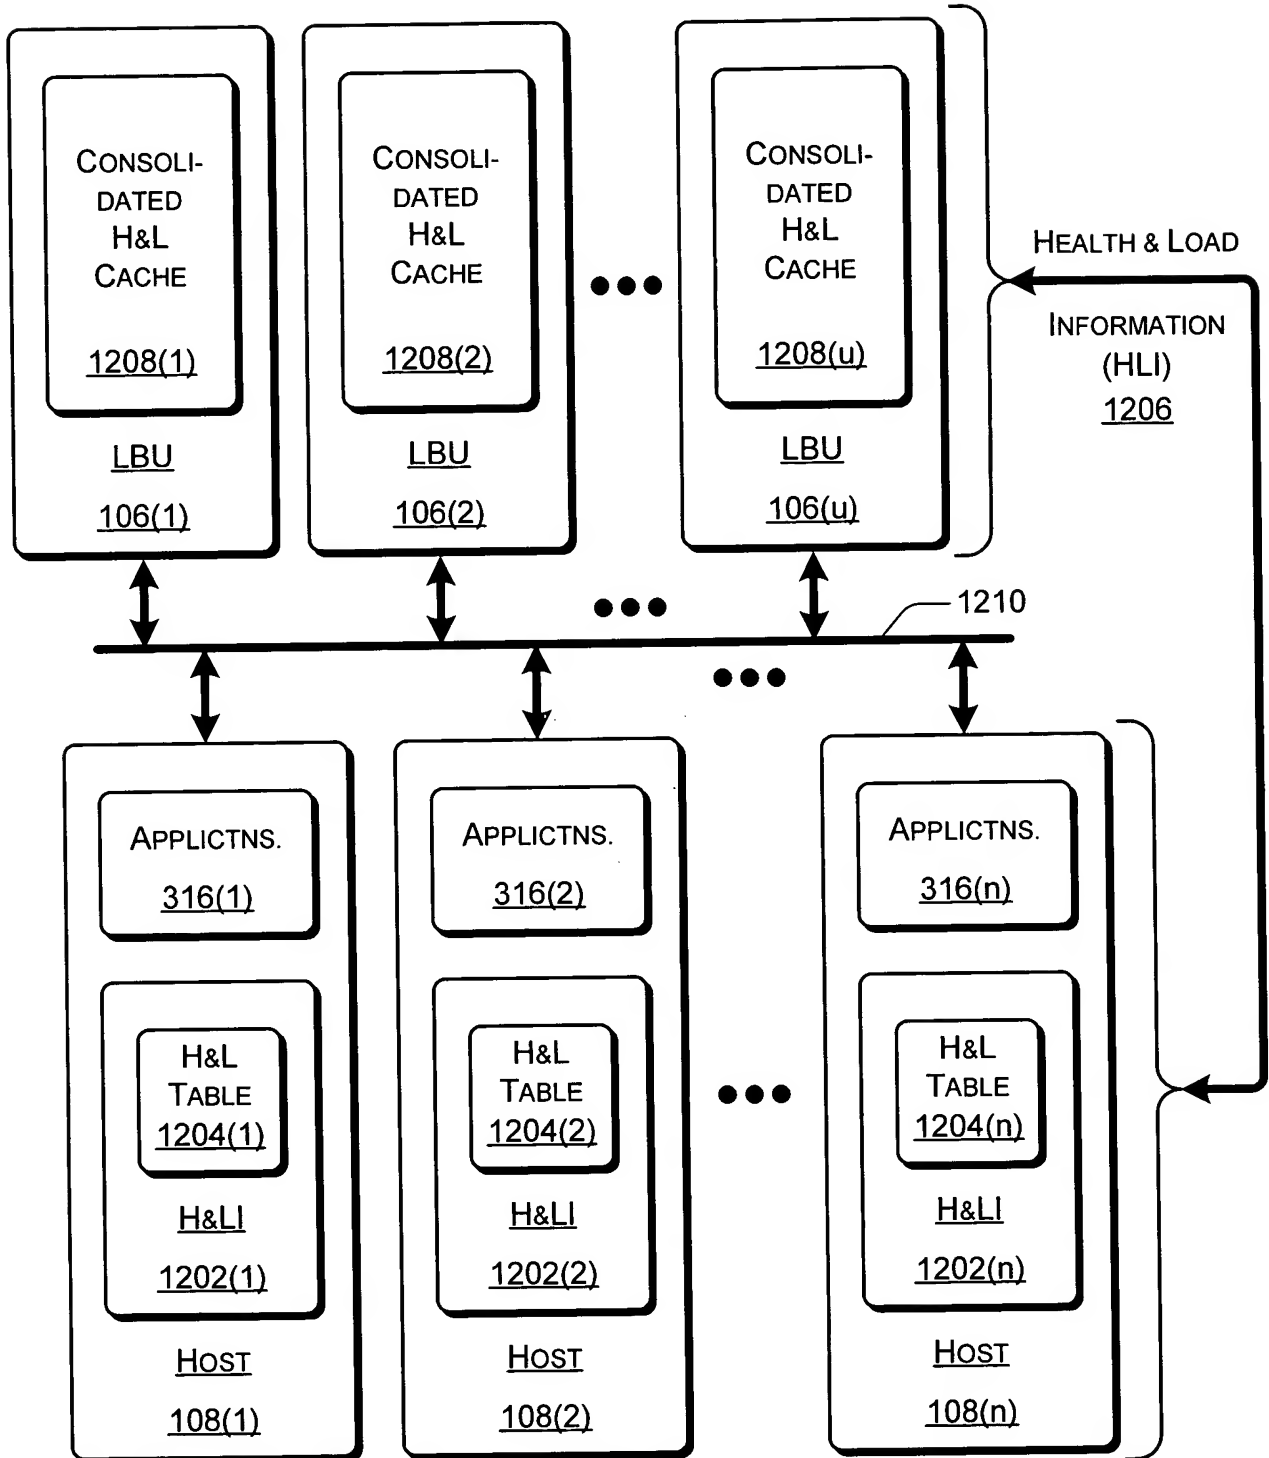 CONSOLI-
DATED
H&L
CACHE
1208(1)
LBU
106(1)
CONSOLI-
DATED
H&L
CACHE
1208(2)
LBU
106(2)
CONSOLI-
DATED
H&L
CACHE
1208(u)
LBU
106(u)
HEALTH & LOAD
INFORMATION
(HLI)
1206
1210
APPLICTNS.
316(1)
H&L
TABLE
1204(1)
H&LI
1202(1)
HOST
108(1)
APPLICTNS.
316(2)
H&L
TABLE
1204(2)
H&LI
1202(2)
HOST
108(2)
APPLICTNS.
316(n)
H&L
TABLE
1204(n)
H&LI
1202(n)
HOST
108(n)